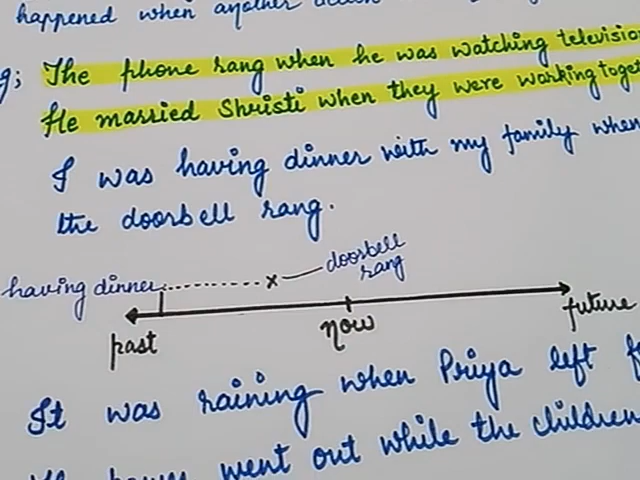 happened when another
eg; The phone rang when he was watching television
He married Shristi when they were working toget
I was having dinner with my family when
the doorbell rang.
having dinner
doorbell
rang
past
now
future
It was raining when Priya left f
went out while the children